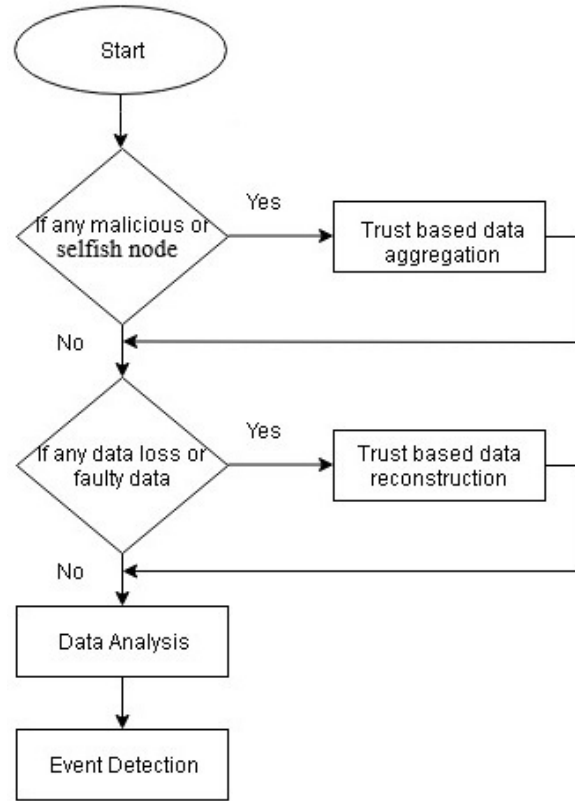 Start
If any malicious or
selfish node
Yes
Trust based data
aggregation
No
If any data loss or
faulty data
Yes
Trust based data
reconstruction
No
Data Analysis
Event Detection